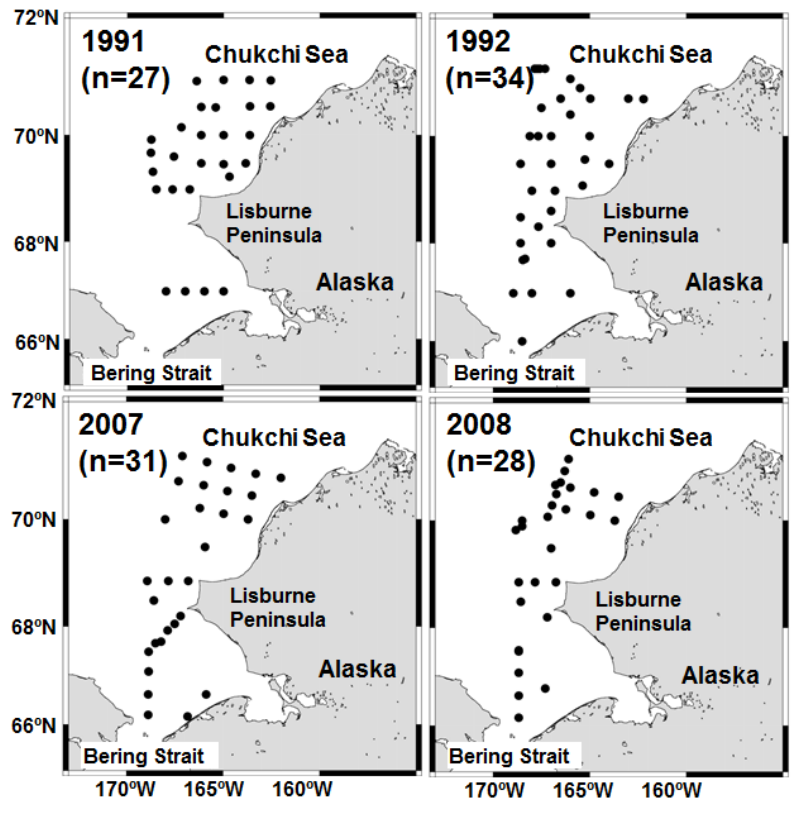 72ºN
1991
(n=27)
Chukchi Sea
70ºN
Lisburne
Peninsula
68ºN
Alaska
66ºN
Bering Strait
1992
(n=34)
Chukchi Sea
Lisburne
Peninsula
Alaska
Bering Strait
72ºN
2007
(n=31)
Chukchi Sea
70ºN
Lisburne
Peninsula
68ºN
Alaska
66ºN
Bering Strait
170ºW 165ºW 160ºW
2008
(n=28)
Chukchi Sea
Lisburne
Peninsula
Alaska
Bering Strait
170ºW 165ºW 160ºW